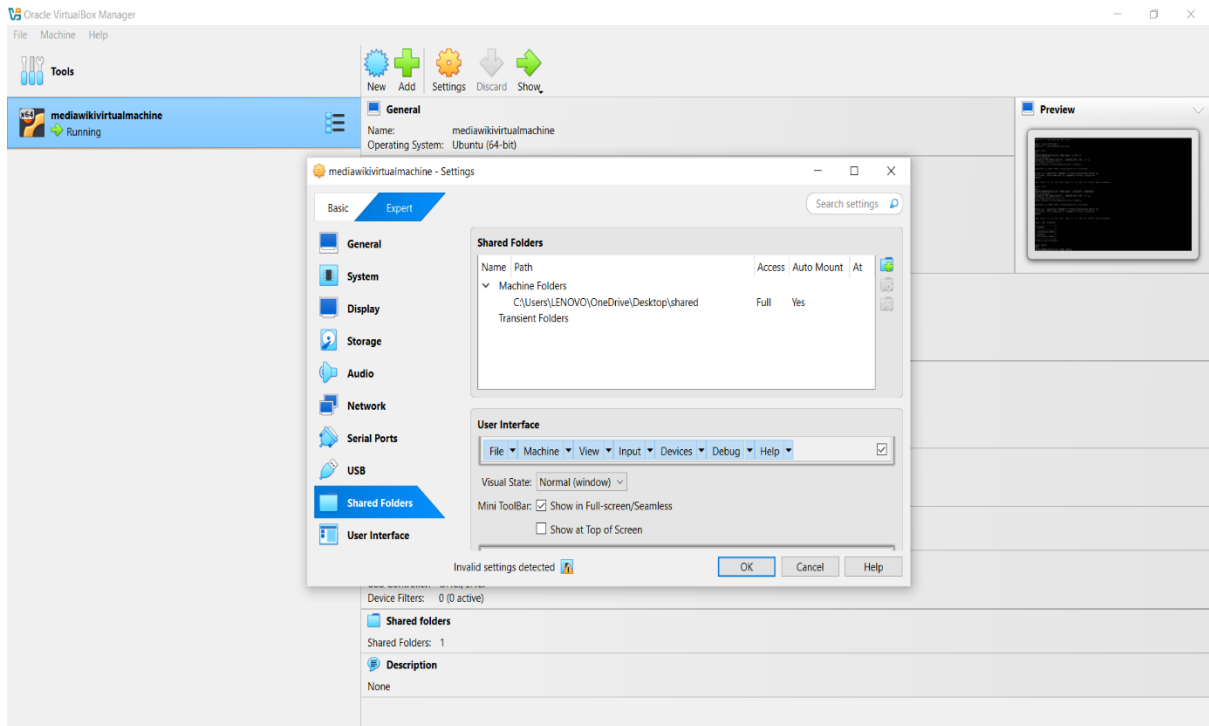 Oracle VirtualBox Manager
File Machine Help
Tools
New Add Settings Discard Show
x64
mediawikivirtualmachine
Running
General
Name: mediawikivirtualmachine
Operating System: Ubuntu (64-bit)
Preview
mediawikivirtualmachine - Settings
Basic Expert
Search settings
General
System
Display
Storage
Audio
Network
Serial Ports
USB
Shared Folders
User Interface
Shared Folders
Name Path Access Auto Mount At
Machine Folders
C:\Users\LENOVO\OneDrive\Desktop\shared Full Yes
Transient Folders
User Interface
File Machine View Input Devices Debug Help
Visual State: Normal (window)
Mini ToolBar: Show in Full-screen/Seamless
Show at Top of Screen
Invalid settings detected
OK Cancel Help
Device Filters: 0 (0 active)
Shared folders
Shared Folders: 1
Description
None